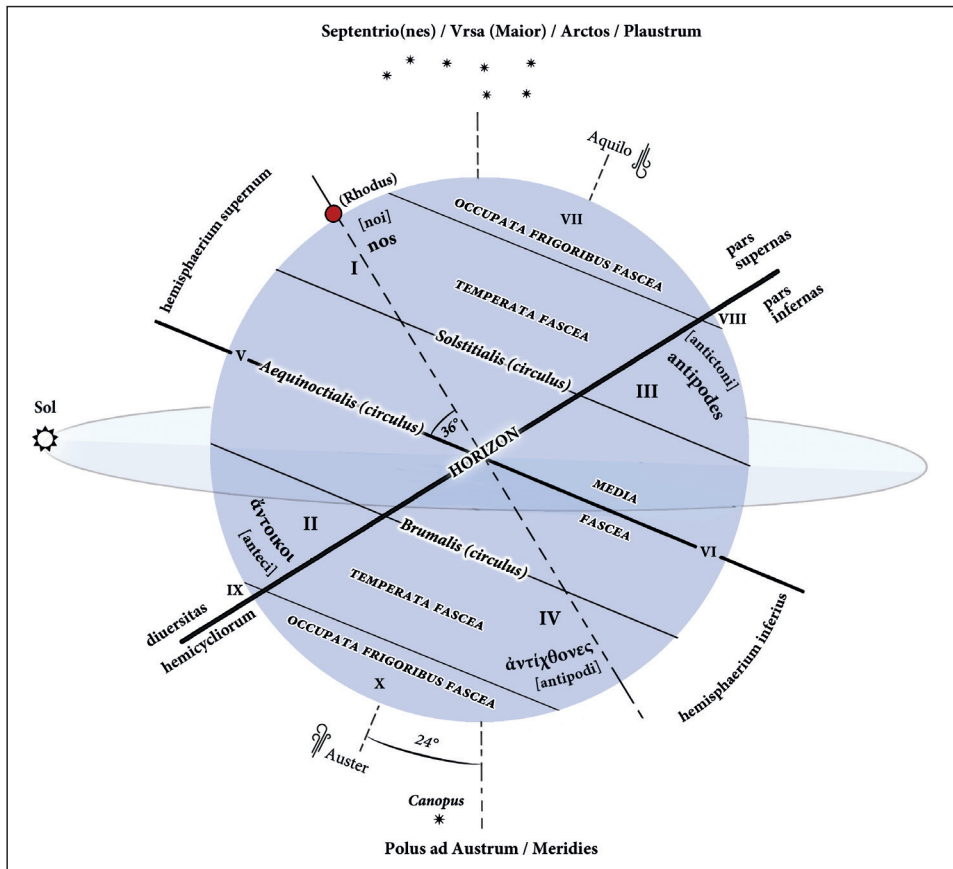 Septentrio(nes) / Vrsa (Maior) / Arctos / Plaustrum
Aquilo
(Rhodus)
[noi]
nos
I
VII
OCCUPATA FRIGORIBUS FASCEA
hemisphaerium supernum
pars
supernas
pars
infernas
TEMPERATA FASCEA
VIII
[antictoni]
antipodes
III
Solstitialis (circulus)
V
Aequinoctialis (circulus)
36°
HORIZON
Sol
MEDIA
FASCEA
VI
II
ἄντοικοι
[anteci]
Brumalis (circulus)
IX
TEMPERATA FASCEA
IV
ἀντίχθονες
[antipodi]
diuersitas
hemicycliorum
OCCUPATA FRIGORIBUS FASCEA
X
hemisphaerium inferius
24°
Auster
Canopus
Polus ad Austrum / Meridies